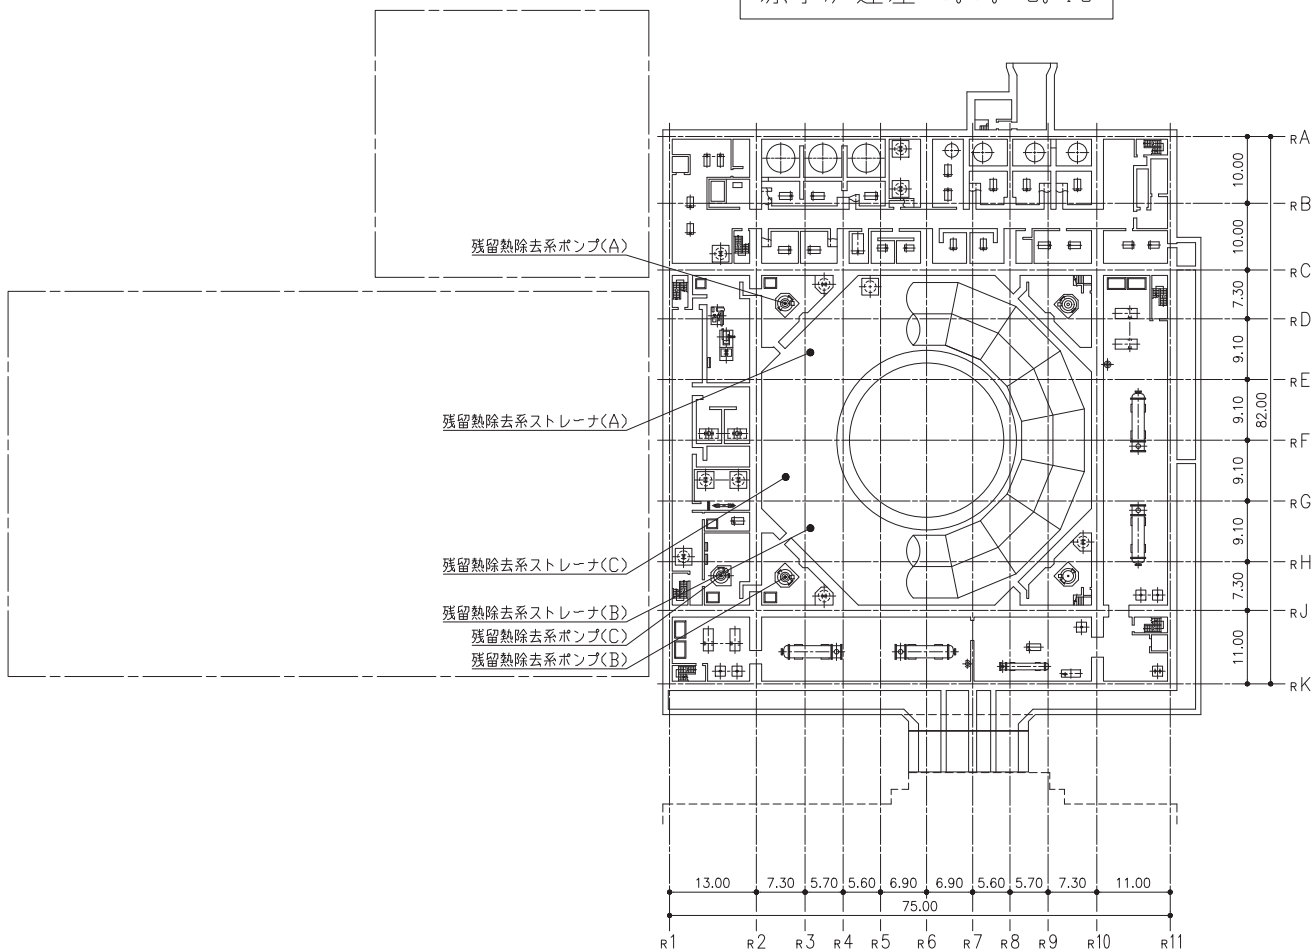 RA
10.00
RB
残留熱除去系ポンプ(A)
10.00
RC
7.30
RD
9.10
RE
残留熱除去系ストレーナ(A)
9.10
82.00
RF
9.10
RG
9.10
残留熱除去系ストレーナ(C)
RH
7.30
残留熱除去系ストレーナ(B)
RJ
残留熱除去系ポンプ(C)
11.00
残留熱除去系ポンプ(B)
RK
13.00 7.30 5.70 5.60 6.90 6.90 5.60 5.70 7.30 11.00
75.00
R1 R2 R3 R4 R5 R6 R7 R8 R9 R10 R11